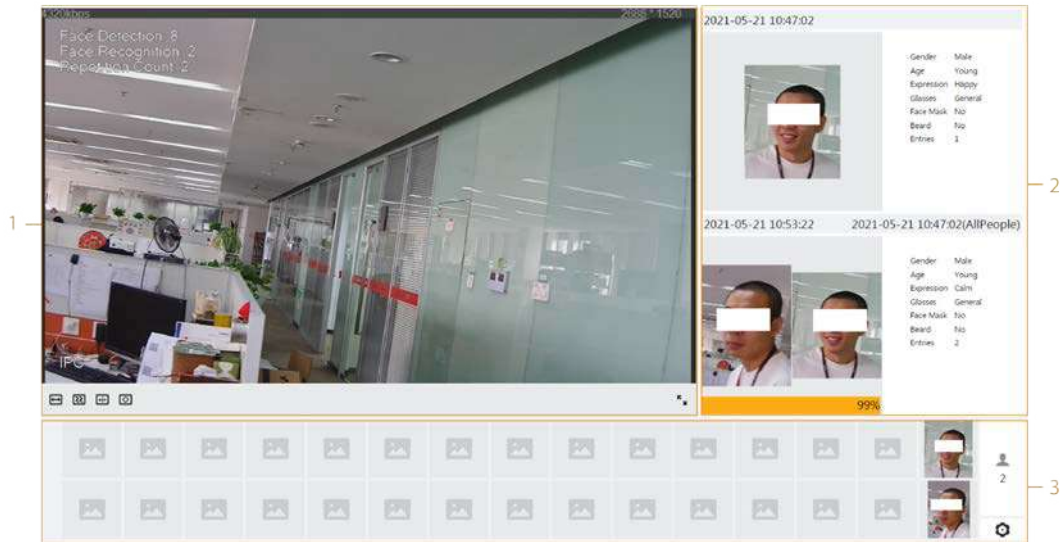 4320kbps 2688 * 1520
Face Detection 8
Face Recognition 2
Repetition Count 2
IPC
1
2021-05-21 10:47:02
Gender Male
Age Young
Expression Happy
Glasses General
Face Mask No
Beard No
Entries 1
2
2021-05-21 10:53:22 2021-05-21 10:47:02(AllPeople)
Gender Male
Age Young
Expression Calm
Glasses General
Face Mask No
Beard No
Entries 2
99%
2
3